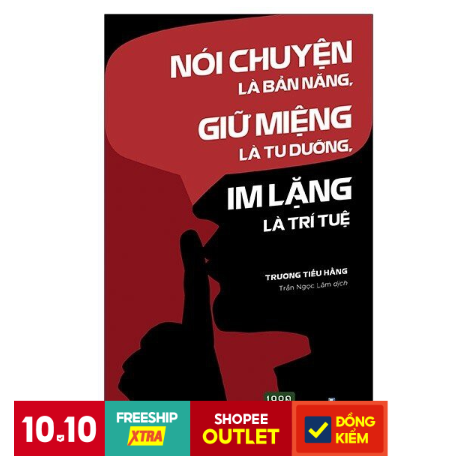 NÓI CHUYỆN
LÀ BẢN NĂNG,
GIỮ MIỆNG
LÀ TU DƯỠNG,
IM LẶNG
LÀ TRÍ TUỆ
TRƯƠNG TIẾU HẰNG
Trần Ngọc Lâm dịch
1980
10.10
FREESHIP
XTRA
SHOPEE
OUTLET
ĐỒNG
KIỂM